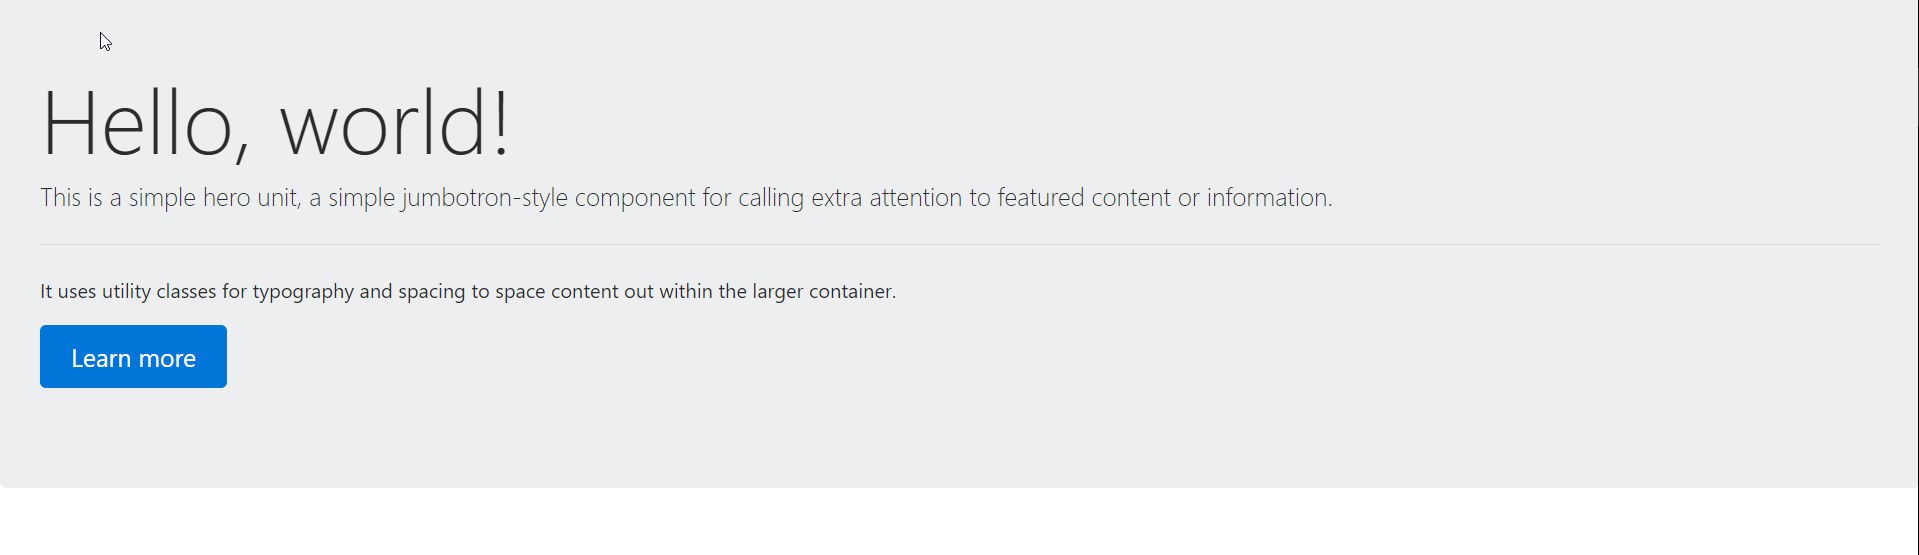 Hello, world!
This is a simple hero unit, a simple jumbotron-style component for calling extra attention to featured content or information.
It uses utility classes for typography and spacing to space content out within the larger container.
Learn more